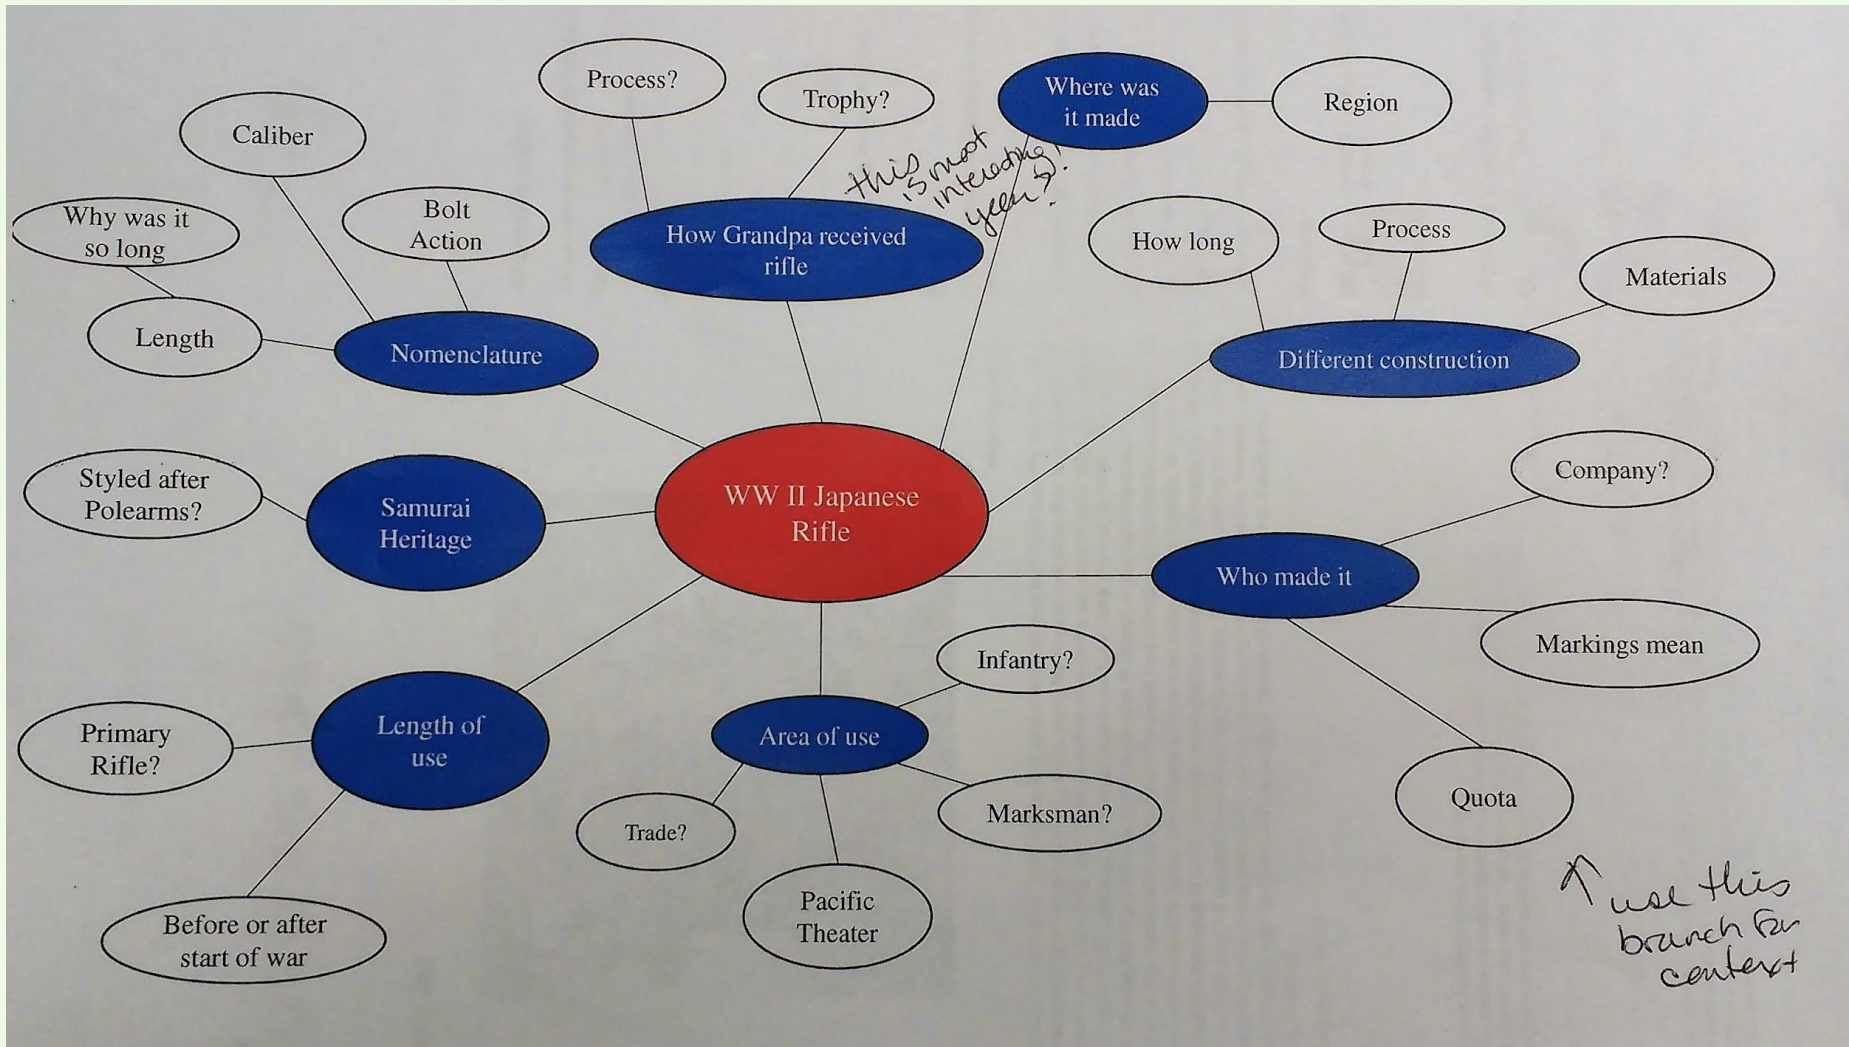 Process?
Trophy?
Where was
it made
Region
Caliber
this
is most
interesting!
Why was it
so long
Bolt
Action
How Grandpa received
rifle
How long
Process
Materials
Length
Nomenclature
Different construction
Styled after
Polearms?
Samurai
Heritage
WW II Japanese
Rifle
Company?
Who made it
Markings mean
Infantry?
Primary
Rifle?
Length of
use
Area of use
Trade?
Marksman?
Quota
Pacific
Theater
Before or after
start of war
use this
branch for
context